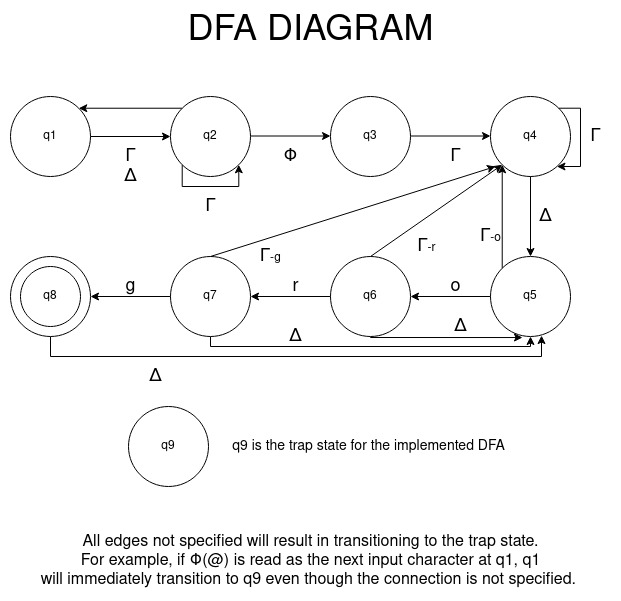 DFA DIAGRAM
q1
q2
q3
q4
Γ
Γ
Δ
Φ
Γ
Γ
Δ
Γ-g
Γ-r
Γ-o
q8
g
q7
r
q6
o
q5
Δ
Δ
Δ
q9
q9 is the trap state for the implemented DFA
All edges not specified will result in transitioning to the trap state.
For example, if Φ(@) is read as the next input character at q1, q1
will immediately transition to q9 even though the connection is not specified.